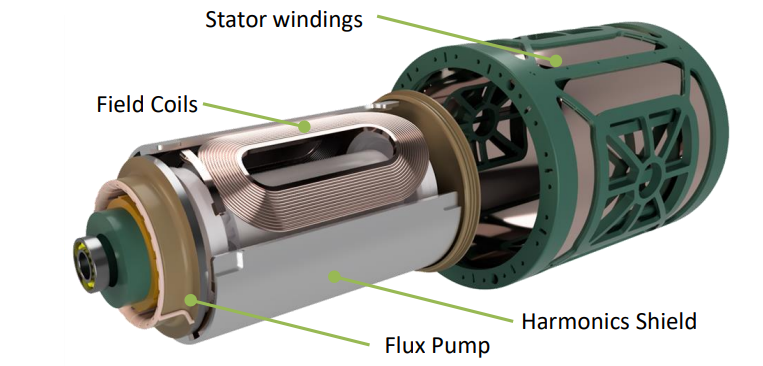 Stator windings
Field Coils
Harmonics Shield
Flux Pump